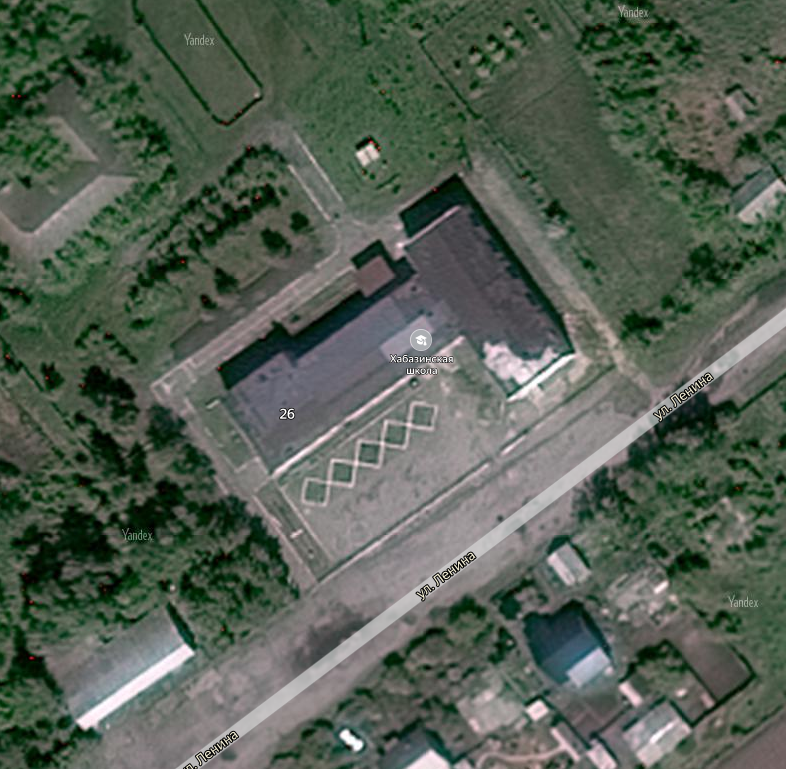 Yandex
Yandex
Хабазинская
школа
26
ул. Ленина
Yandex
ул. Ленина
Yandex
ул. Ленина